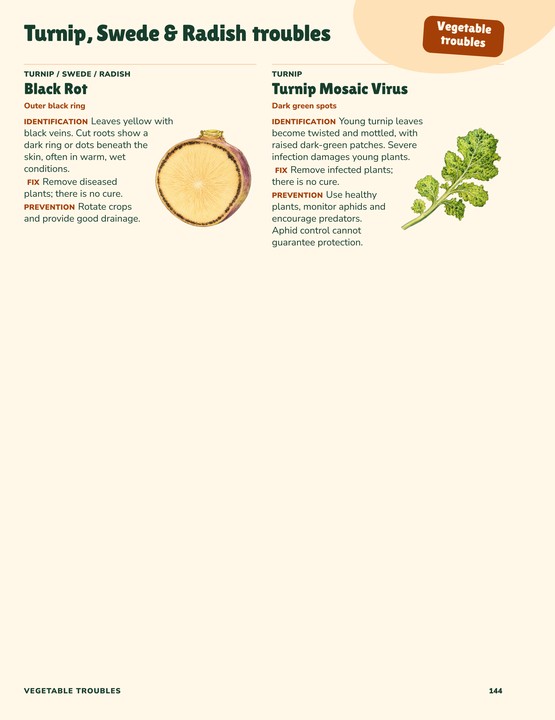 Turnip, Swede & Radish troubles
Vegetable
troubles
TURNIP / SWEDE / RADISH
Black Rot
Outer black ring
IDENTIFICATION Leaves yellow with
black veins. Cut roots show a
dark ring or dots beneath the
skin, often in warm, wet
conditions.
FIX Remove diseased
plants; there is no cure.
PREVENTION Rotate crops
and provide good drainage.
TURNIP
Turnip Mosaic Virus
Dark green spots
IDENTIFICATION Young turnip leaves
become twisted and mottled, with
raised dark-green patches. Severe
infection damages young plants.
FIX Remove infected plants;
there is no cure.
PREVENTION Use healthy
plants, monitor aphids and
encourage predators.
Aphid control cannot
guarantee protection.
VEGETABLE TROUBLES
144